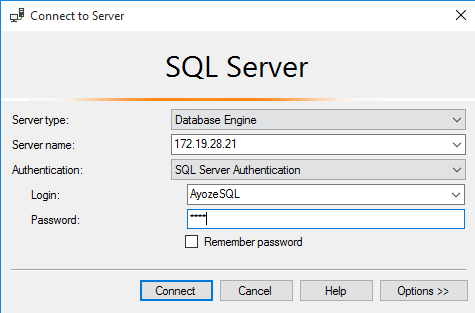 Connect to Server
SQL Server
Server type: Database Engine
Server name: 172.19.28.21
Authentication: SQL Server Authentication
Login: AyozeSQL
Password: ****
Remember password
Connect Cancel Help Options >>